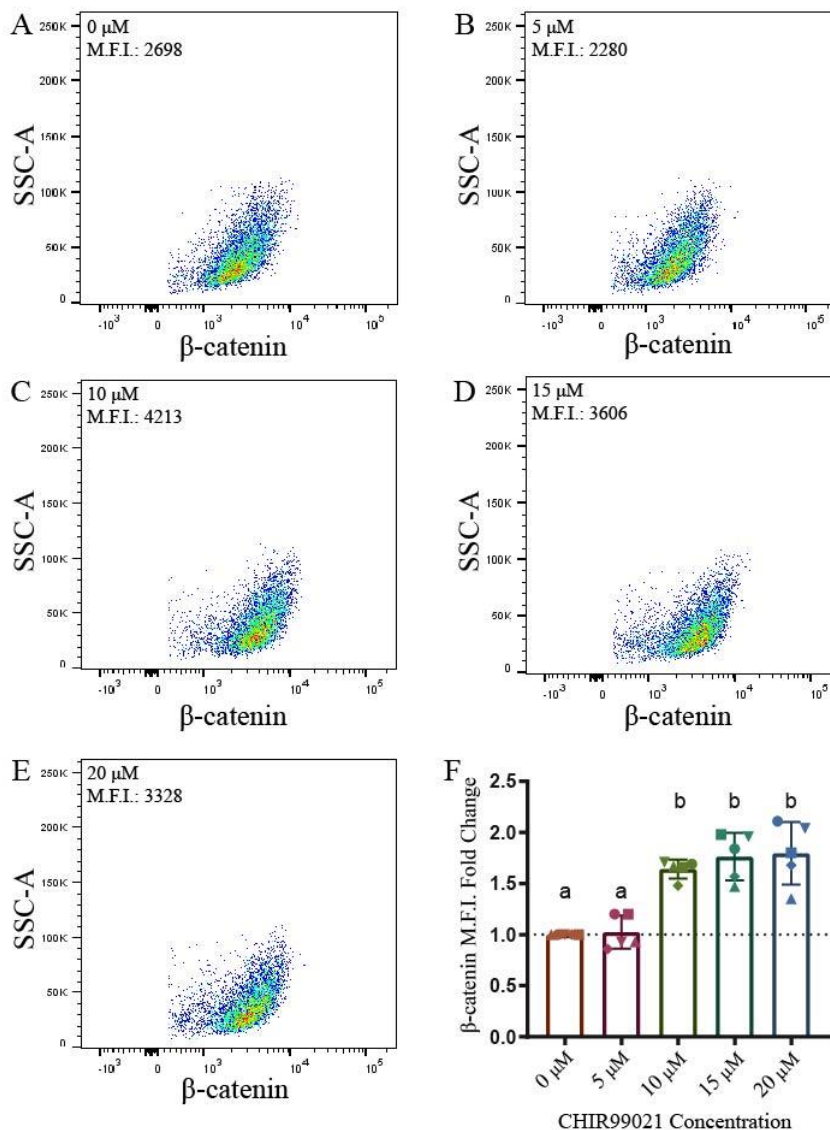 A
0 μM
M.F.I.: 2698
250K
200K
150K
100K
50K
0
SSC-A
-10³ 0 10³ 10⁴ 10⁵
β-catenin
B
5 μM
M.F.I.: 2280
250K
200K
150K
100K
50K
0
SSC-A
-10³ 0 10³ 10⁴ 10⁵
β-catenin
C
10 μM
M.F.I.: 4213
250K
200K
150K
100K
50K
0
SSC-A
-10³ 0 10³ 10⁴ 10⁵
β-catenin
D
15 μM
M.F.I.: 3606
250K
200K
150K
100K
50K
0
SSC-A
-10³ 0 10³ 10⁴ 10⁵
β-catenin
E
20 μM
M.F.I.: 3328
250K
200K
150K
100K
50K
0
SSC-A
-10³ 0 10³ 10⁴ 10⁵
β-catenin
F
2.5
2.0
1.5
1.0
0.5
0.0
β-catenin M.F.I. Fold Change
a a b b b
0 μM 5 μM 10 μM 15 μM 20 μM
CHIR99021 Concentration